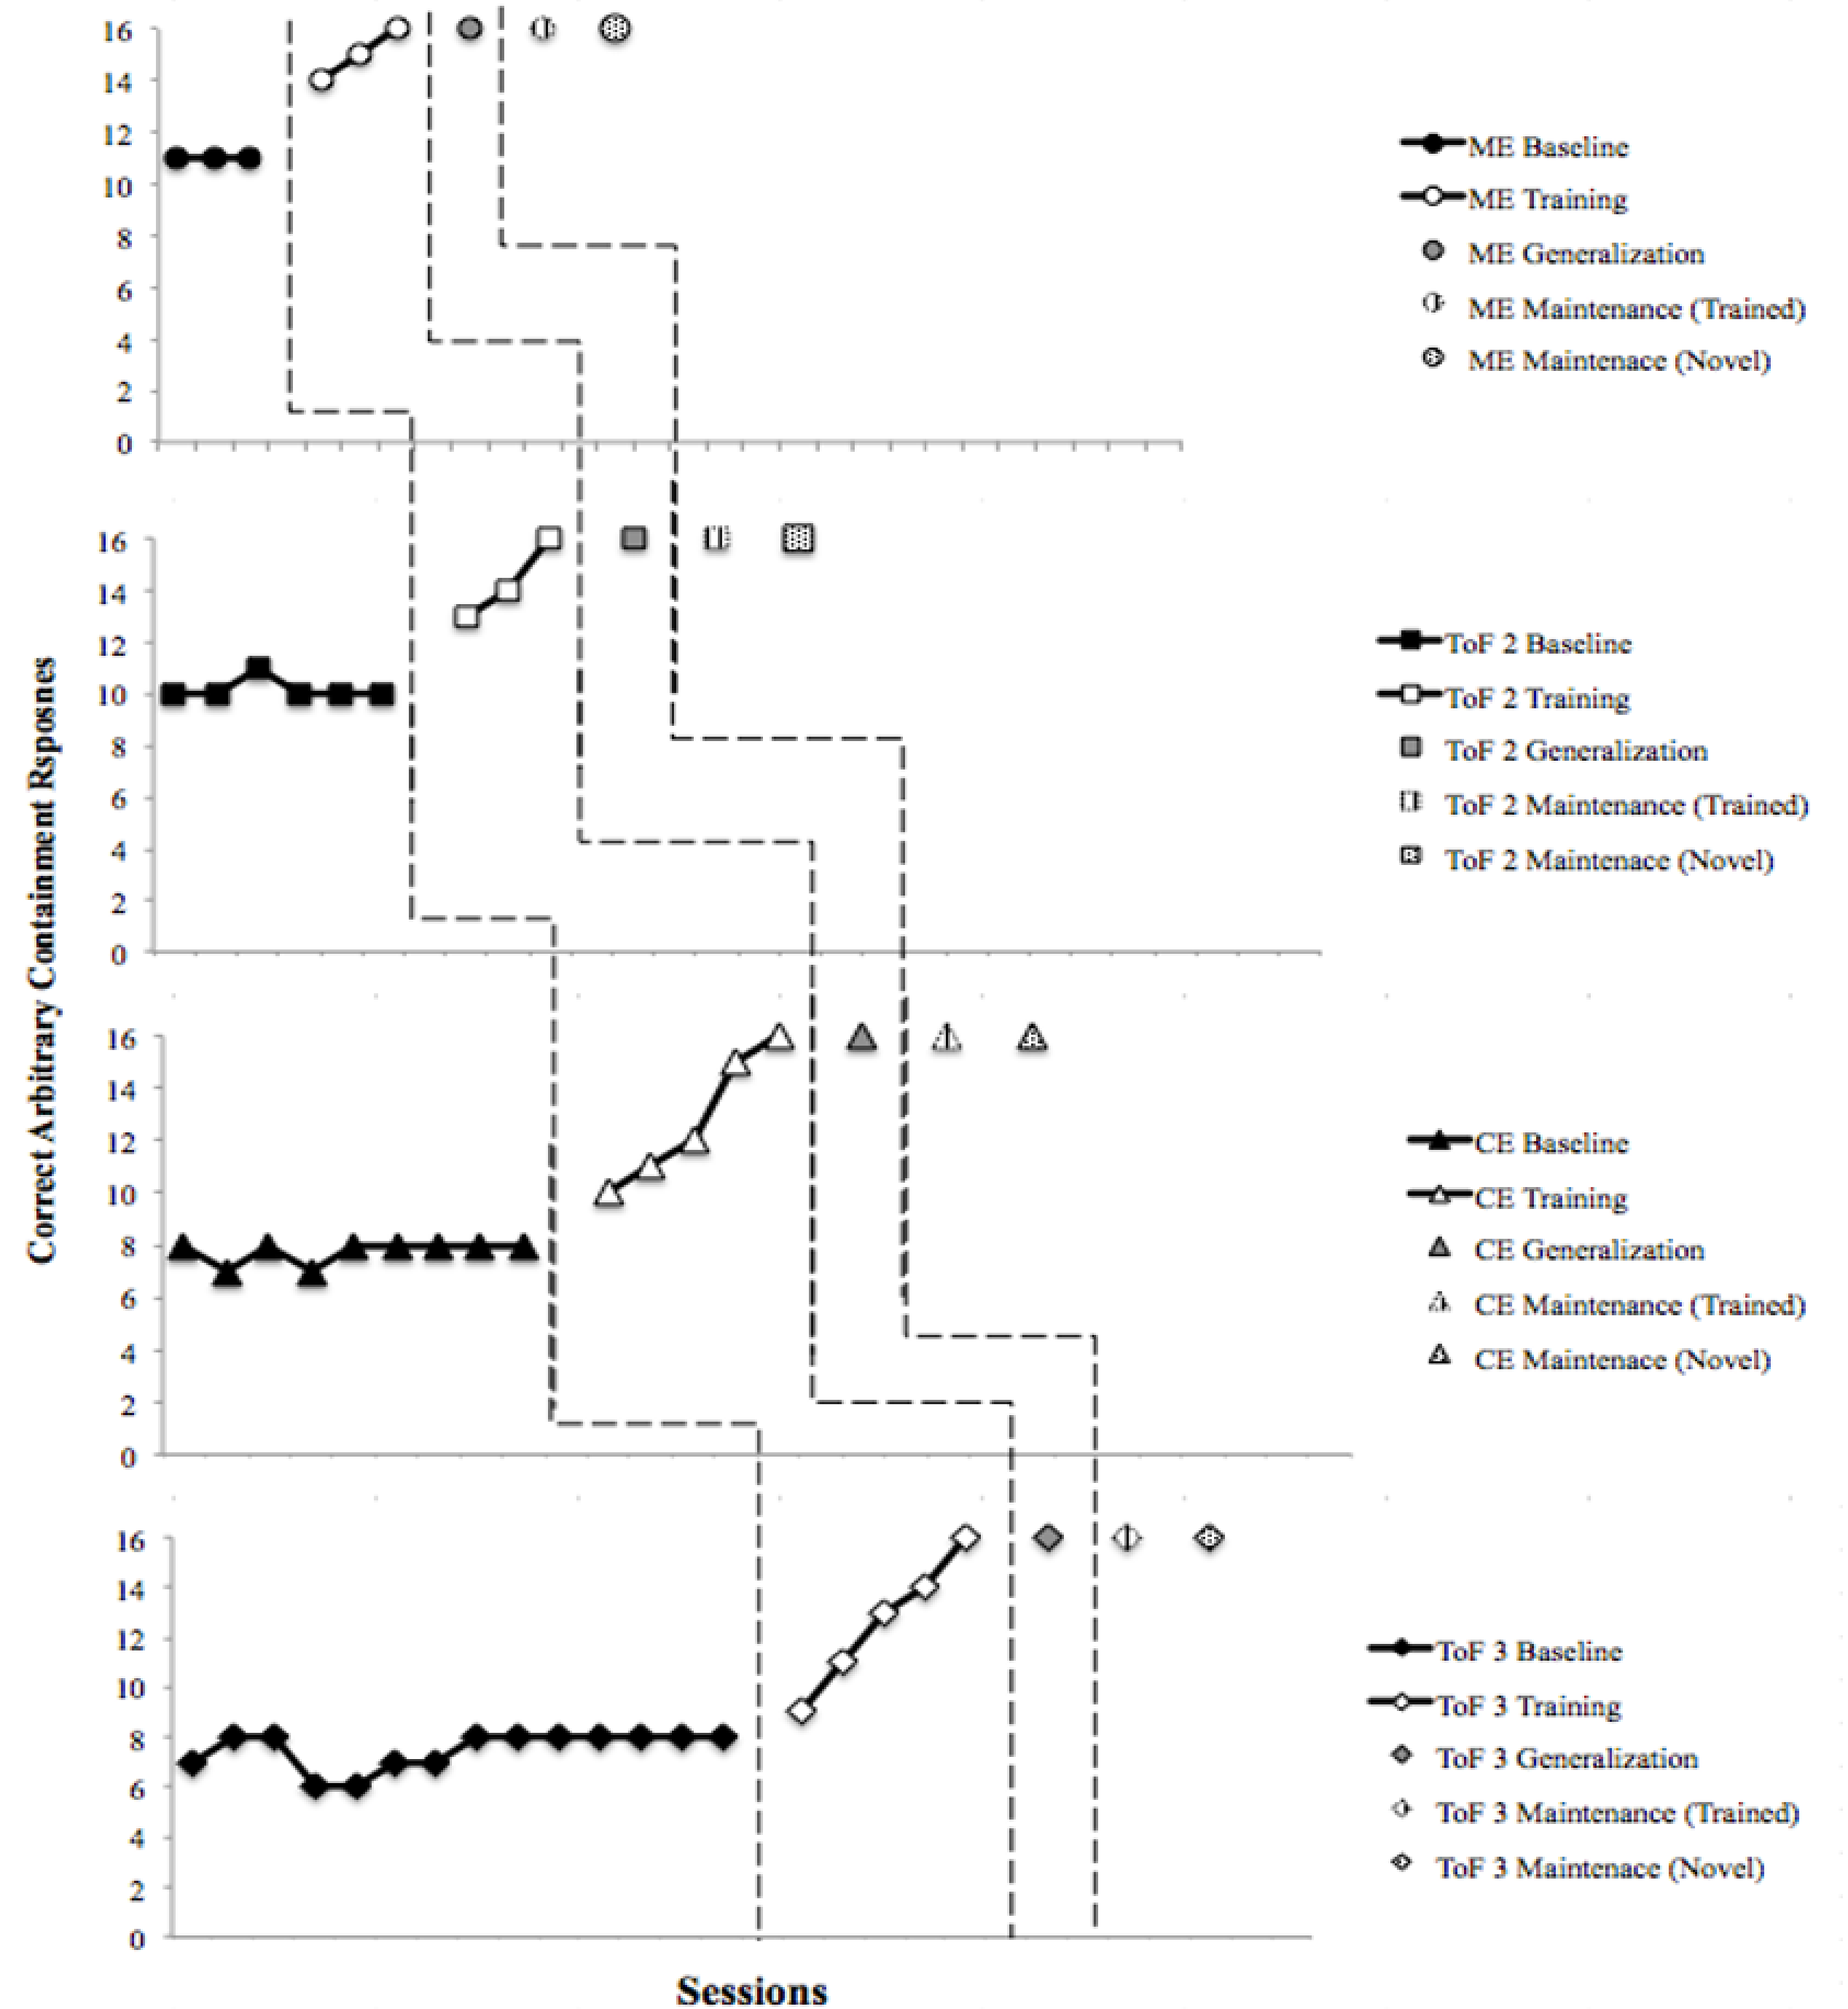 16
14
12
10
8
6
4
2
0
ME Baseline
ME Training
ME Generalization
ME Maintenance (Trained)
ME Maintenace (Novel)
Correct Arbitrary Containment Rsposnes
16
14
12
10
8
6
4
2
0
ToF 2 Baseline
ToF 2 Training
ToF 2 Generalization
ToF 2 Maintenance (Trained)
ToF 2 Maintenace (Novel)
16
14
12
10
8
6
4
2
0
CE Baseline
CE Training
CE Generalization
CE Maintenance (Trained)
CE Maintenace (Novel)
16
14
12
10
8
6
4
2
0
ToF 3 Baseline
ToF 3 Training
ToF 3 Generalization
ToF 3 Maintenance (Trained)
ToF 3 Maintenace (Novel)
Sessions